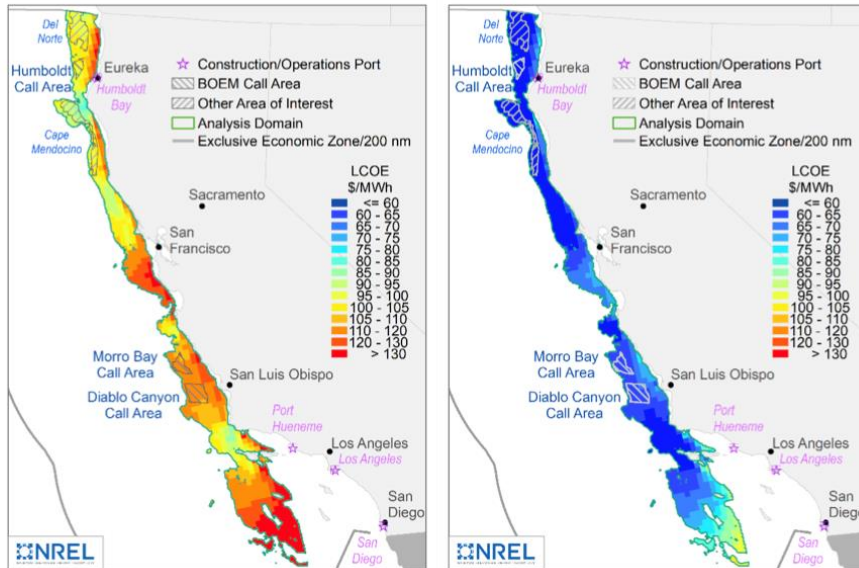 Del
Norte
Humboldt
Call Area
Eureka
Humboldt
Bay
Cape
Mendocino
Construction/Operations Port
BOEM Call Area
Other Area of Interest
Analysis Domain
Exclusive Economic Zone/200 nm
Sacramento
San
Francisco
LCOE
$/MWh
<= 60
60 - 65
65 - 70
70 - 75
75 - 80
80 - 85
85 - 90
90 - 95
95 - 100
100 - 105
105 - 110
110 - 120
120 - 130
> 130
Morro Bay
Call Area
San Luis Obispo
Diablo Canyon
Call Area
Port
Hueneme
Los Angeles
Los Angeles
San
Diego
San
Diego
NREL
Del
Norte
Humboldt
Call Area
Eureka
Humboldt
Bay
Cape
Mendocino
Construction/Operations Port
BOEM Call Area
Other Area of Interest
Analysis Domain
Exclusive Economic Zone/200 nm
Sacramento
San
Francisco
LCOE
$/MWh
<= 60
60 - 65
65 - 70
70 - 75
75 - 80
80 - 85
85 - 90
90 - 95
95 - 100
100 - 105
105 - 110
110 - 120
120 - 130
> 130
Morro Bay
Call Area
San Luis Obispo
Diablo Canyon
Call Area
Port
Hueneme
Los Angeles
Los Angeles
San
Diego
San
Diego
NREL